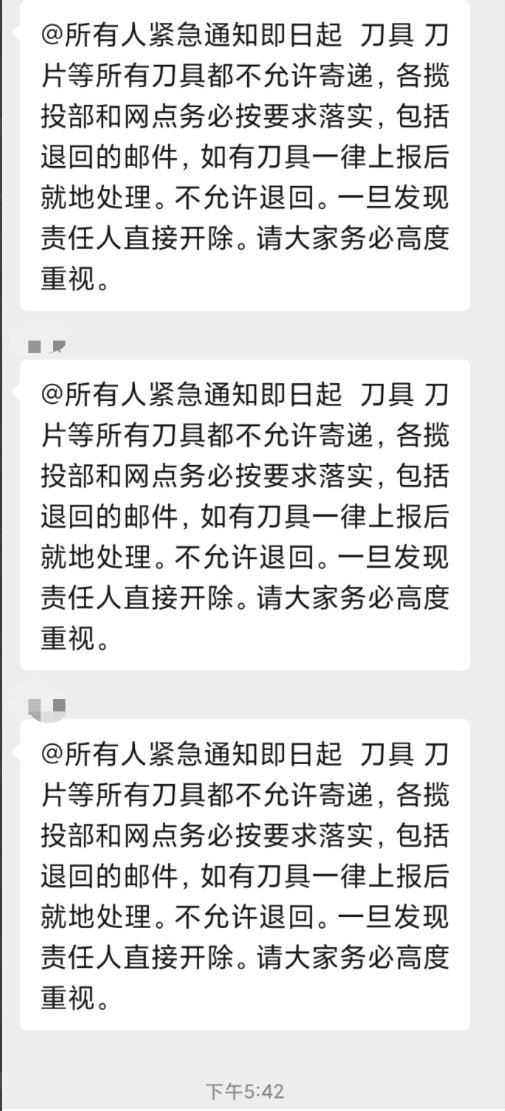 @所有人紧急通知即日起  刀具 刀
片等所有刀具都不允许寄递，各揽
投部和网点务必按要求落实，包括
退回的邮件，如有刀具一律上报后
就地处理。不允许退回。一旦发现
责任人直接开除。请大家务必高度
重视。
@所有人紧急通知即日起  刀具 刀
片等所有刀具都不允许寄递，各揽
投部和网点务必按要求落实，包括
退回的邮件，如有刀具一律上报后
就地处理。不允许退回。一旦发现
责任人直接开除。请大家务必高度
重视。
@所有人紧急通知即日起  刀具 刀
片等所有刀具都不允许寄递，各揽
投部和网点务必按要求落实，包括
退回的邮件，如有刀具一律上报后
就地处理。不允许退回。一旦发现
责任人直接开除。请大家务必高度
重视。
下午5:42